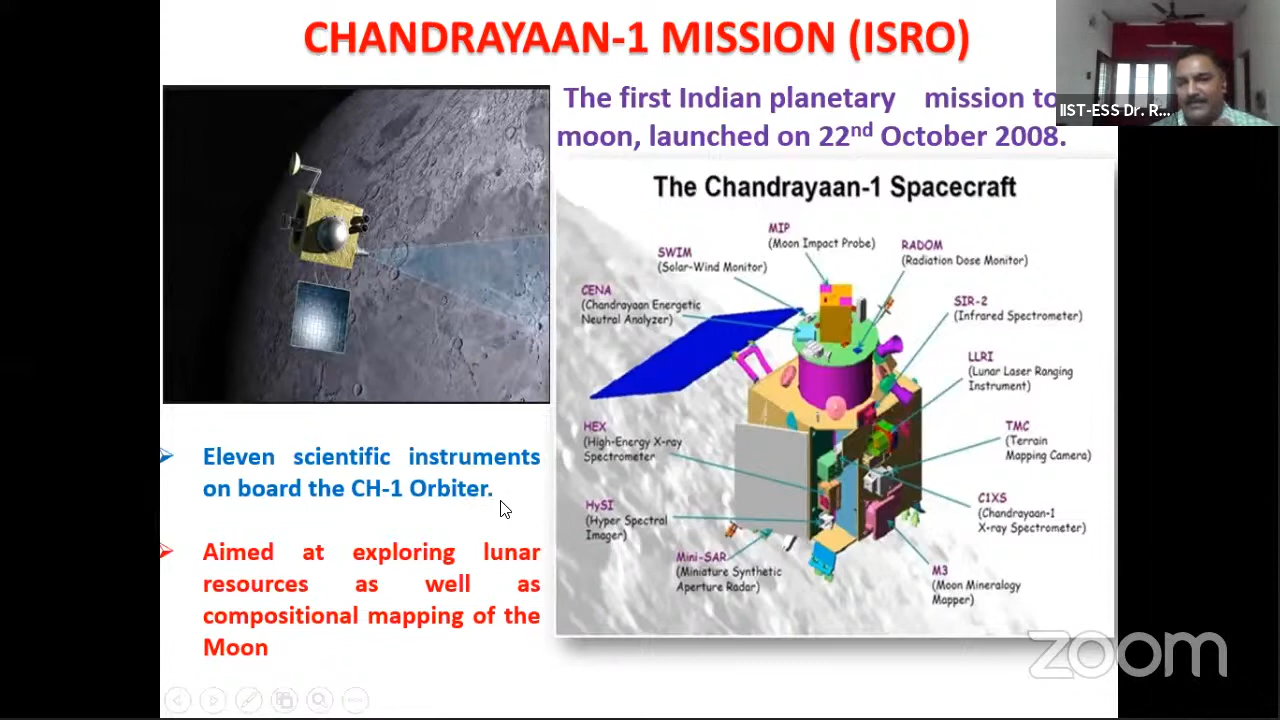 CHANDRAYAAN-1 MISSION (ISRO)
IIST-ESS Dr. R...
The first Indian planetary mission to
moon, launched on 22nd October 2008.
The Chandrayaan-1 Spacecraft
MIP
(Moon Impact Probe)
SWIM
(Solar-Wind Monitor)
RADOM
(Radiation Dose Monitor)
CENA
(Chandrayaan Energetic
Neutral Analyzer)
SIR-2
(Infrared Spectrometer)
LLRI
(Lunar Laser Ranging
Instrument)
HEX
(High-Energy X-ray
Spectrometer
TMC
(Terrain
Mapping Camera)
HySI
(Hyper Spectral
Imager)
C1XS
(Chandrayaan-1
X-ray Spectrometer)
Mini-SAR
(Miniature Synthetic
Aperture Radar)
M3
(Moon Mineralogy
Mapper)
Eleven scientific instruments
on board the CH-1 Orbiter.
Aimed at exploring lunar
resources as well as
compositional mapping of the
Moon
zoom